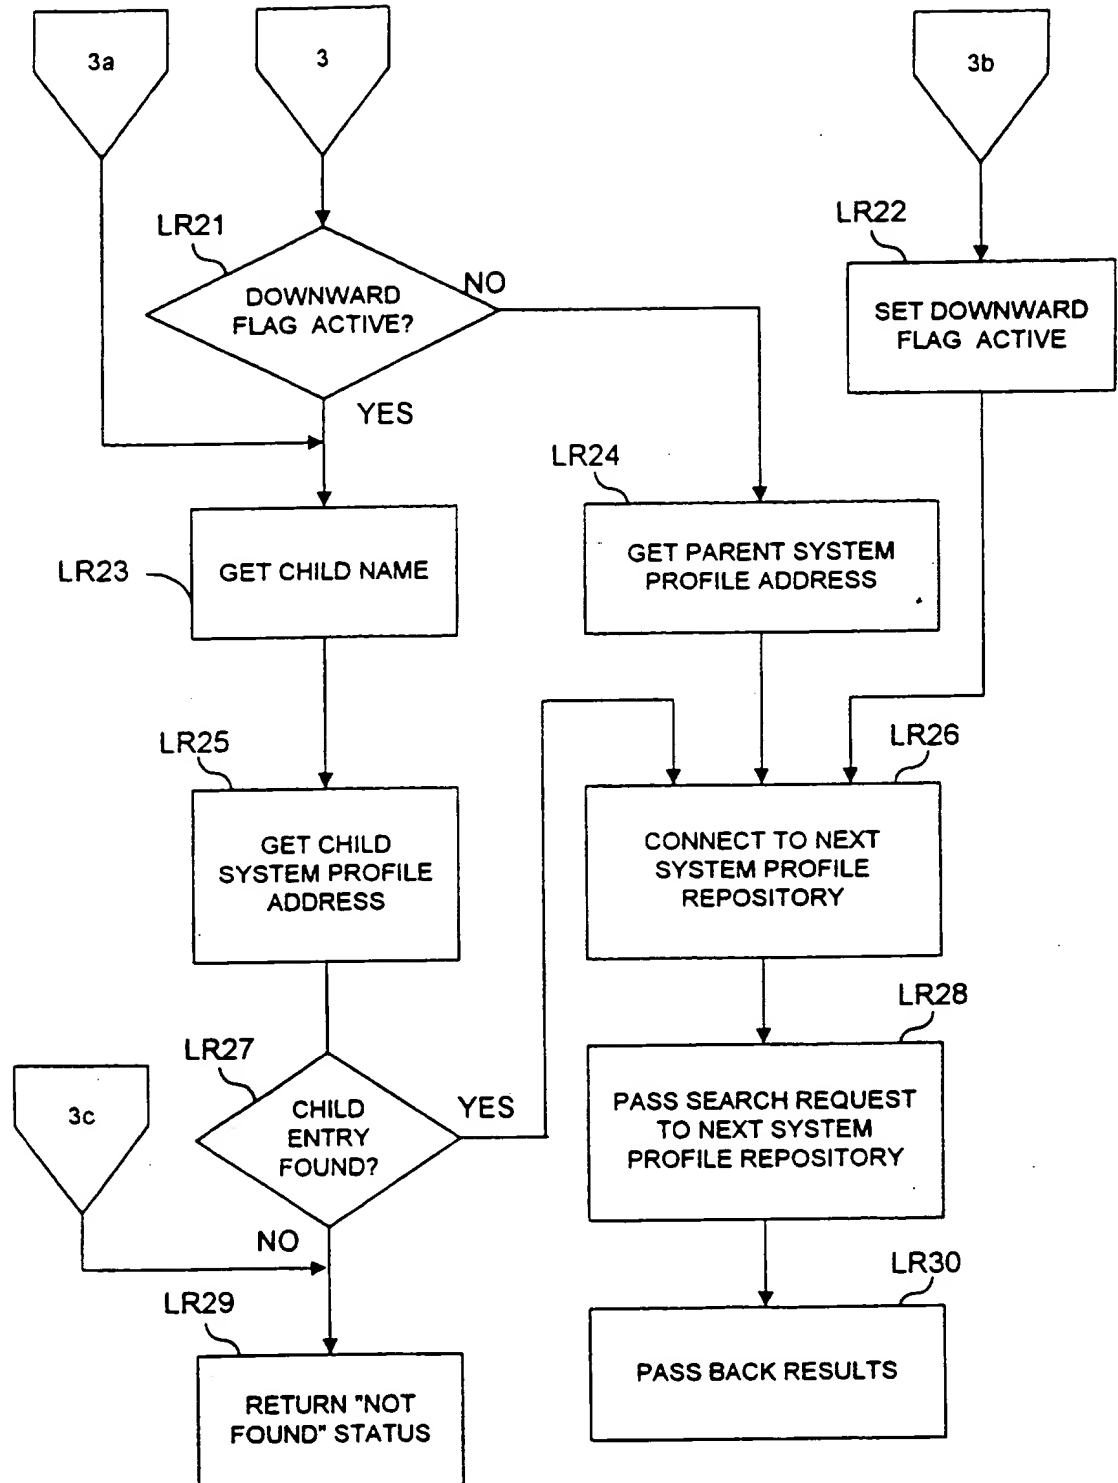 3a
3
3b
LR21
LR22
DOWNWARD
FLAG ACTIVE?
NO
SET DOWNWARD
FLAG ACTIVE
YES
LR24
LR23
GET CHILD NAME
GET PARENT SYSTEM
PROFILE ADDRESS
LR25
LR26
GET CHILD
SYSTEM PROFILE
ADDRESS
CONNECT TO NEXT
SYSTEM PROFILE
REPOSITORY
LR28
LR27
3c
CHILD
ENTRY
FOUND?
YES
PASS SEARCH REQUEST
TO NEXT SYSTEM
PROFILE REPOSITORY
NO
LR30
LR29
PASS BACK RESULTS
RETURN "NOT
FOUND" STATUS